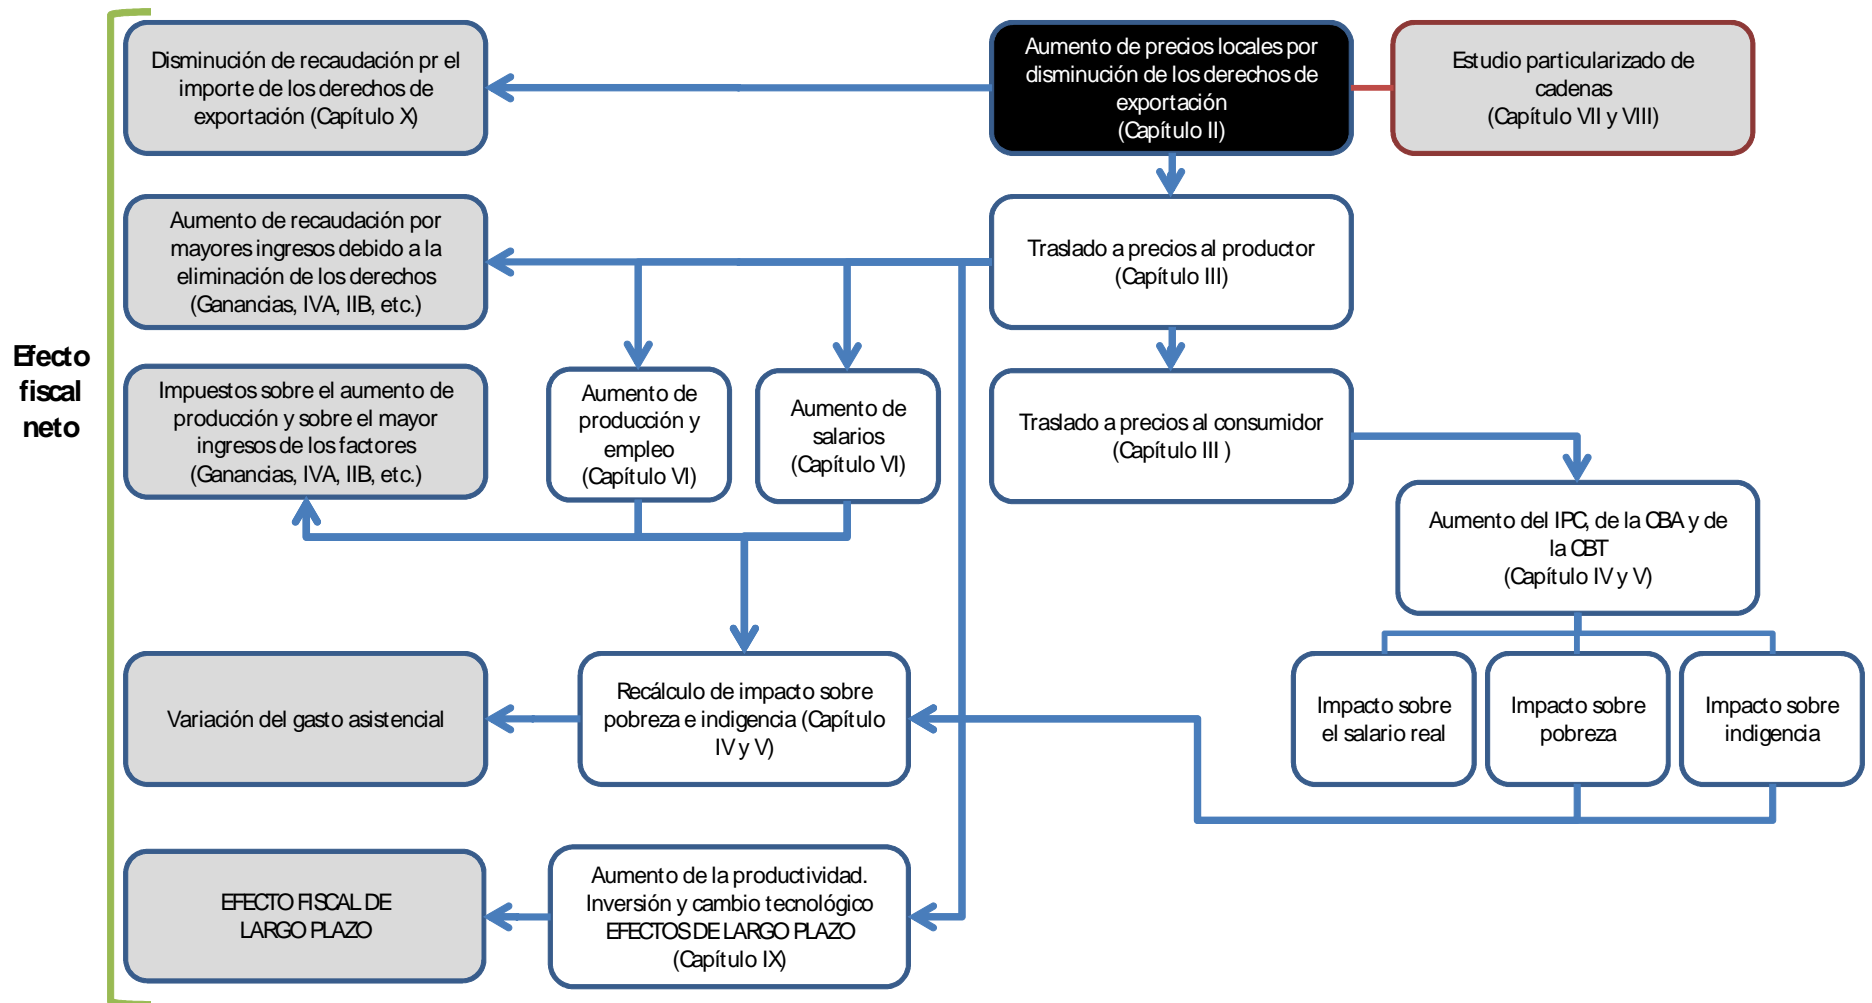 Efecto
fiscal
neto
Disminución de recaudación pr el
importe de los derechos de
exportación (Capítulo X)
Aumento de precios locales por
disminución de los derechos de
exportación
(Capítulo II)
Estudio particularizado de
cadenas
(Capítulo VII y VIII)
Aumento de recaudación por
mayores ingresos debido a la
eliminación de los derechos
(Ganancias, IVA, IIB, etc.)
Traslado a precios al productor
(Capítulo III)
Impuestos sobre el aumento de
producción y sobre el mayor
ingresos de los factores
(Ganancias, IVA, IIB, etc.)
Aumento de
producción y
empleo
(Capítulo VI)
Aumento de
salarios
(Capítulo VI)
Traslado a precios al consumidor
(Capítulo III )
Aumento del IPC, de la CBA y de
la CBT
(Capítulo IV y V)
Variación del gasto asistencial
Recálculo de impacto sobre
pobreza e indigencia (Capítulo
IV y V)
Impacto sobre
el salario real
Impacto sobre
pobreza
Impacto sobre
indigencia
EFECTO FISCAL DE
LARGO PLAZO
Aumento de la productividad.
Inversión y cambio tecnológico
EFECTOS DE LARGO PLAZO
(Capítulo IX)